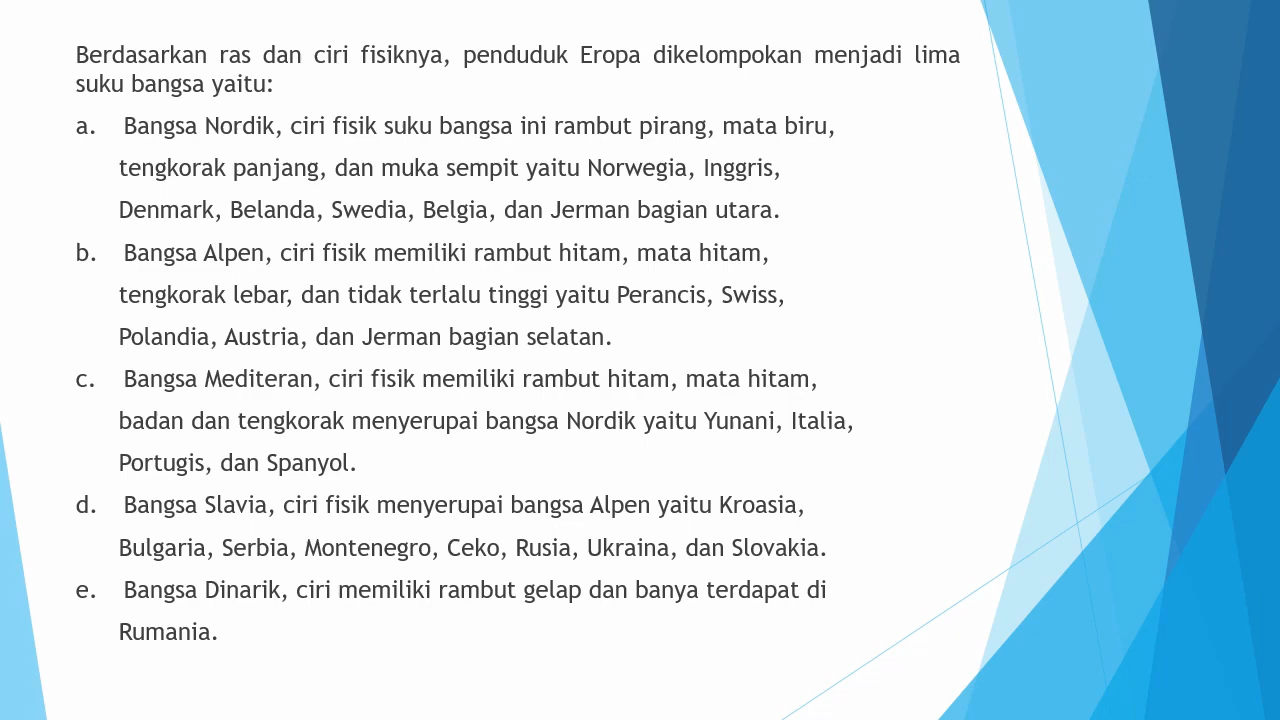 Berdasarkan ras dan ciri fisiknya, penduduk Eropa dikelompokan menjadi lima
suku bangsa yaitu:
a. Bangsa Nordik, ciri fisik suku bangsa ini rambut pirang, mata biru,
tengkorak panjang, dan muka sempit yaitu Norwegia, Inggris,
Denmark, Belanda, Swedia, Belgia, dan Jerman bagian utara.
b. Bangsa Alpen, ciri fisik memiliki rambut hitam, mata hitam,
tengkorak lebar, dan tidak terlalu tinggi yaitu Perancis, Swiss,
Polandia, Austria, dan Jerman bagian selatan.
c. Bangsa Mediteran, ciri fisik memiliki rambut hitam, mata hitam,
badan dan tengkorak menyerupai bangsa Nordik yaitu Yunani, Italia,
Portugis, dan Spanyol.
d. Bangsa Slavia, ciri fisik menyerupai bangsa Alpen yaitu Kroasia,
Bulgaria, Serbia, Montenegro, Ceko, Rusia, Ukraina, dan Slovakia.
e. Bangsa Dinarik, ciri memiliki rambut gelap dan banya terdapat di
Rumania.